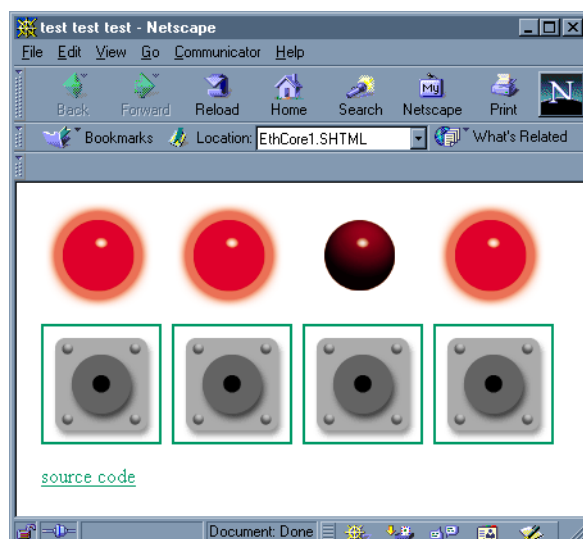 test test test - Netscape
File Edit View Go Communicator Help
Back Forward Reload Home Search Netscape Print
My
N
Bookmarks Location: EthCore1.SHTML What's Related
source code
Document: Done